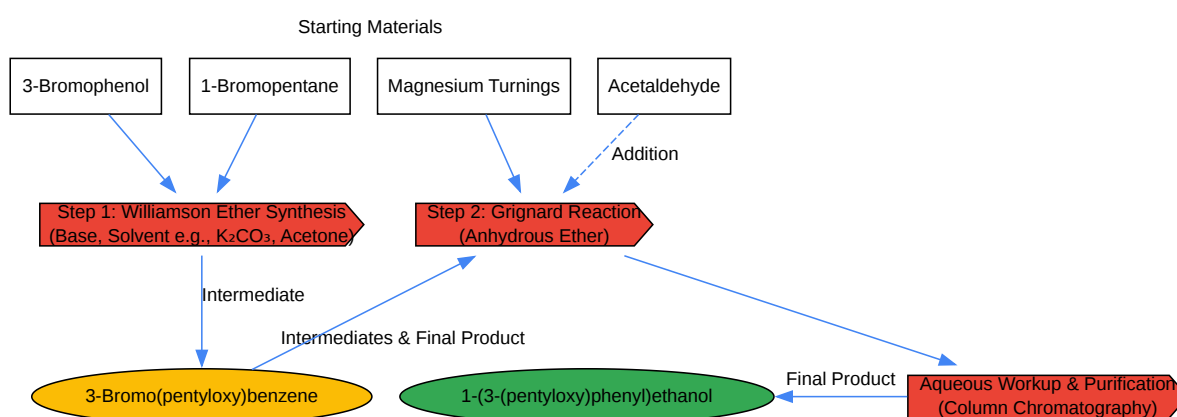 Starting Materials
3-Bromophenol
1-Bromopentane
Magnesium Turnings
Acetaldehyde
Addition
Step 1: Williamson Ether Synthesis
(Base, Solvent e.g., K₂CO₃, Acetone)
Step 2: Grignard Reaction
(Anhydrous Ether)
Intermediate
Intermediates & Final Product
3-Bromo(pentyloxy)benzene
1-(3-(pentyloxy)phenyl)ethanol
Final Product
Aqueous Workup & Purification
(Column Chromatography)